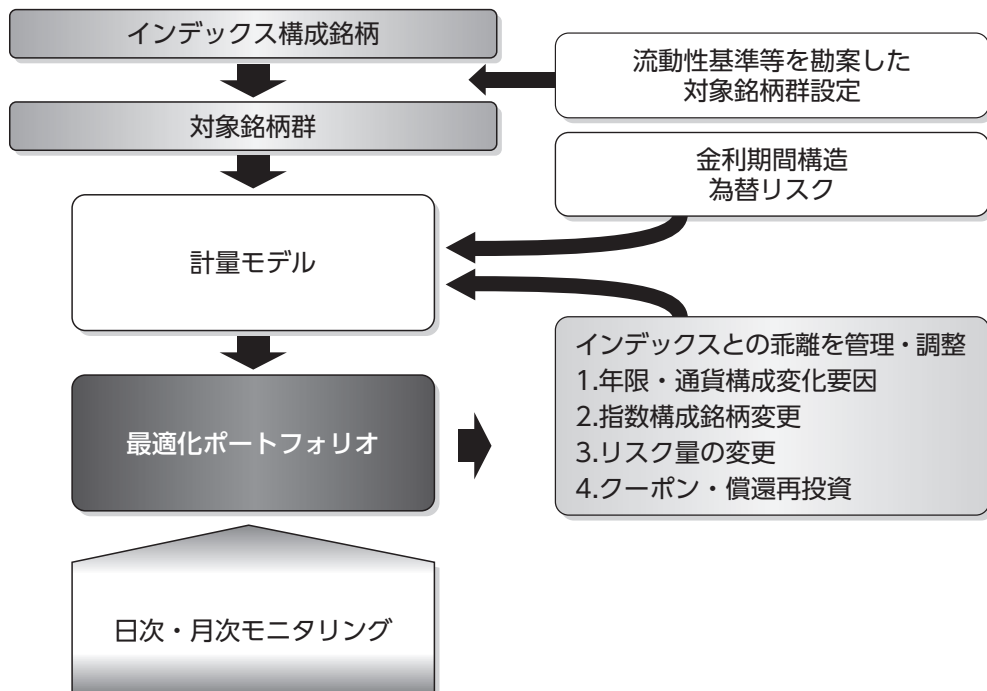 インデックス構成銘柄
流動性基準等を勘案した
対象銘柄群設定
対象銘柄群
金利期間構造
為替リスク
計量モデル
インデックスとの乖離を管理・調整
1.年限・通貨構成変化要因
2.指数構成銘柄変更
3.リスク量の変更
4.クーポン・償還再投資
最適化ポートフォリオ
日次・月次モニタリング